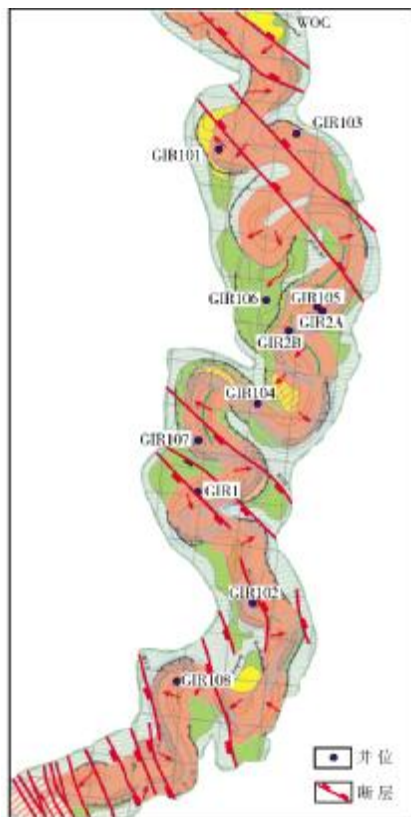 WOC
GIR103
GIR101
GIR106
GIR105
GIR2A
GIR2B
GIR104
GIR107
GIR1
GIR102
GIR108
井 位
断 层